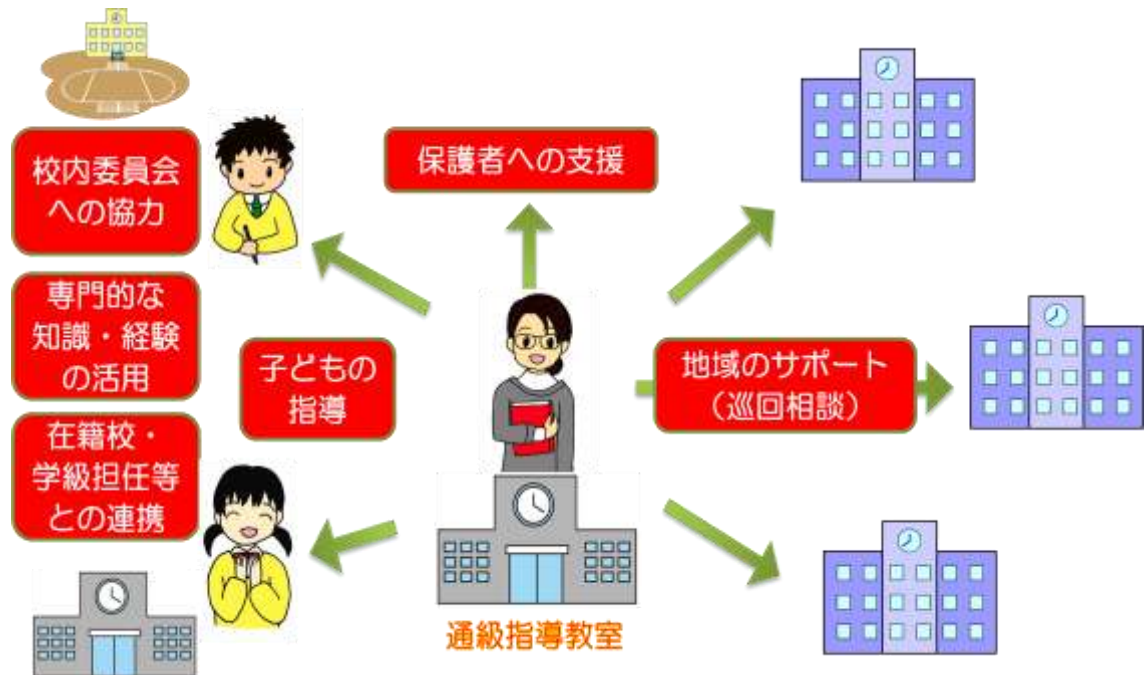 校内委員会
への協力
専門的な
知識・経験
の活用
在籍校・
学級担任等
との連携
子どもの
指導
保護者への支援
地域のサポート
（巡回相談）
通級指導教室